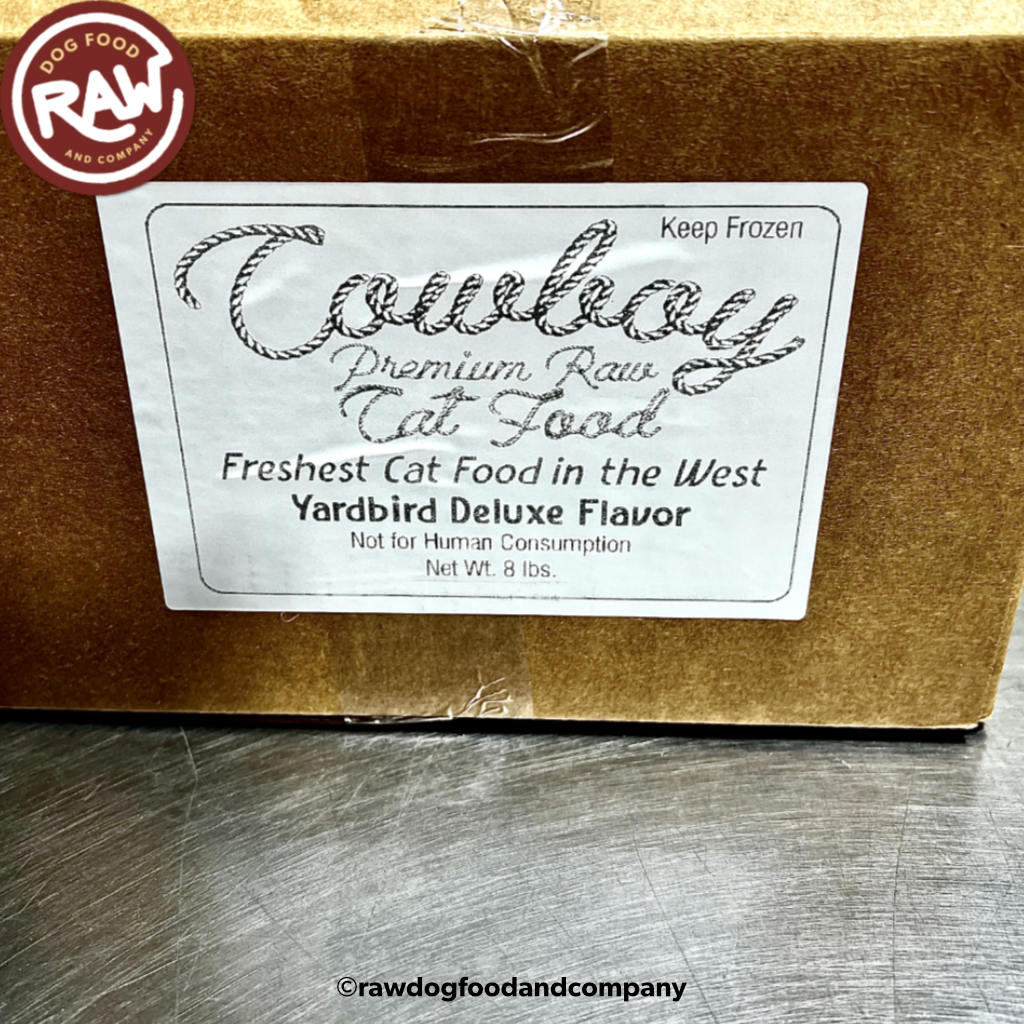 DOG FOOD
RAW
AND COMPANY
Keep Frozen
Cowboy
Premium Raw
Cat Food
Freshest Cat Food in the West
Yardbird Deluxe Flavor
Not for Human Consumption
Net Wt. 8 lbs.
©rawdogfoodandcompany